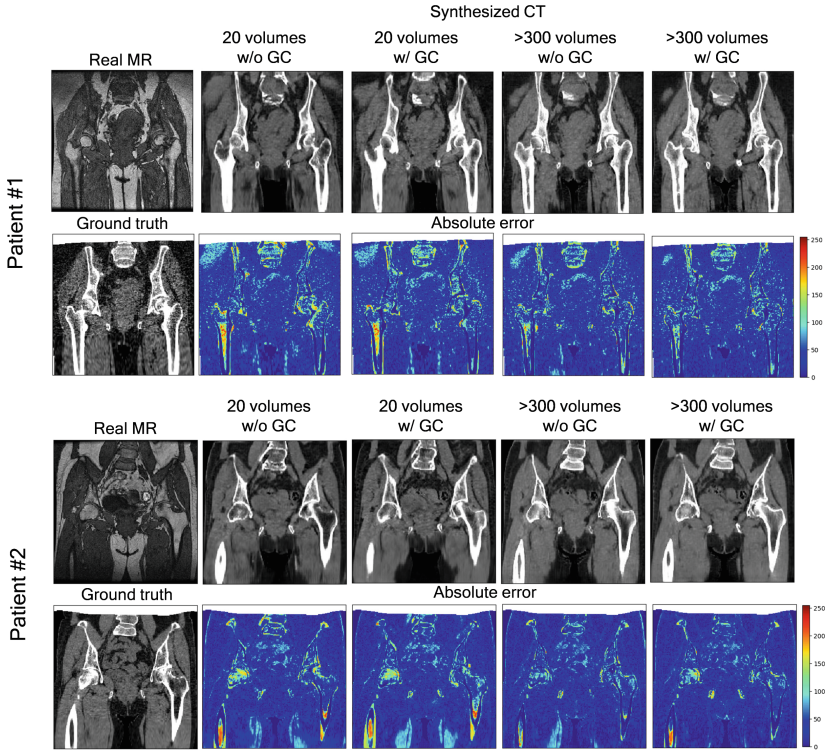 Synthesized CT
Real MR
20 volumes
w/o GC
20 volumes
w/ GC
>300 volumes
w/o GC
>300 volumes
w/ GC
Patient #1
Ground truth
Absolute error
250
200
150
100
50
0
Real MR
20 volumes
w/o GC
20 volumes
w/ GC
>300 volumes
w/o GC
>300 volumes
w/ GC
Patient #2
Ground truth
Absolute error
250
200
150
100
50
0